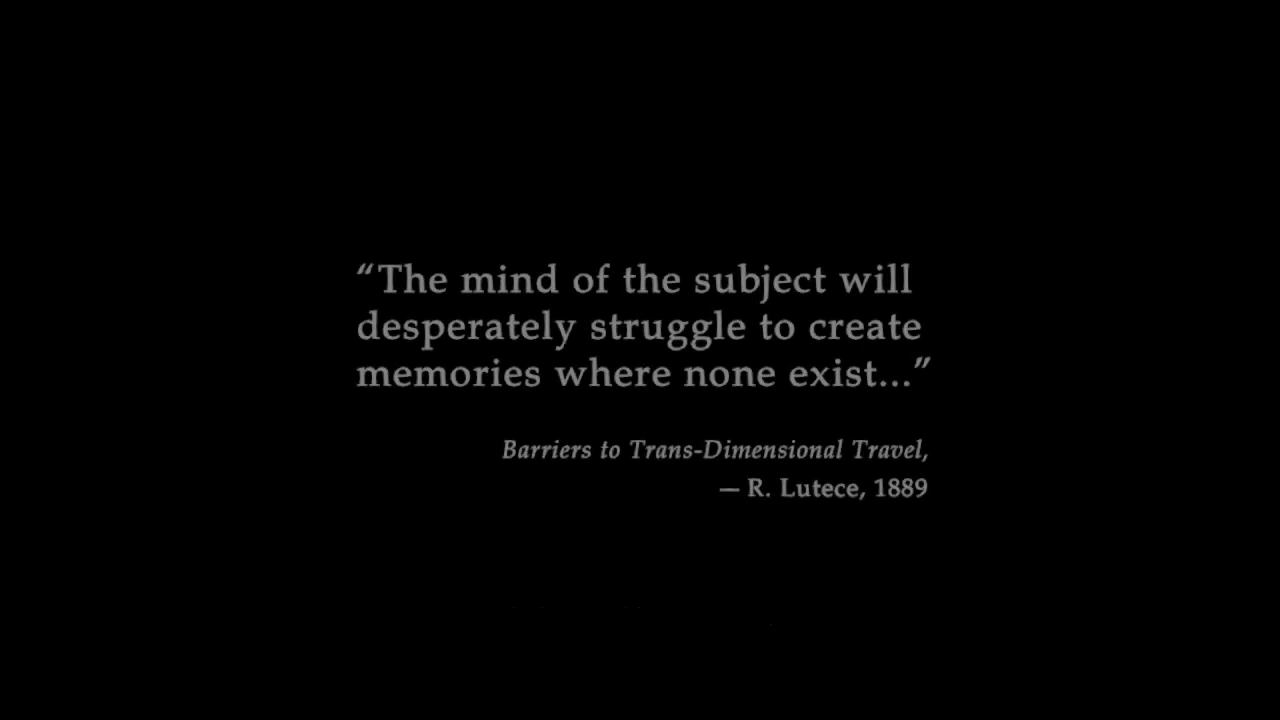 “The mind of the subject will
desperately struggle to create
memories where none exist...”
Barriers to Trans-Dimensional Travel,
— R. Lutece, 1889